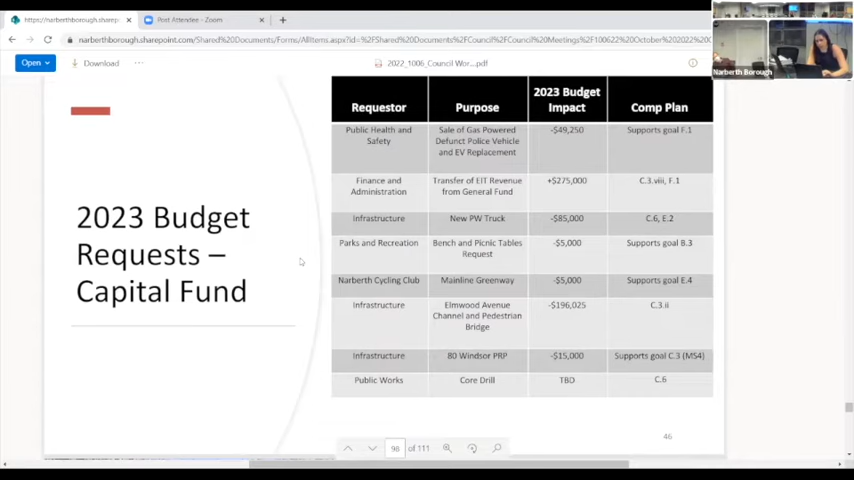 https://narberthborough.sharepoi
Post Attendee - Zoom
narberthborough.sharepoint.com/Shared%20Documents/Forms/AllItems.aspx?id=%2FShared%20Documents%2FCouncil%2FCouncil%20Meetings%2F100622%20October%202022%20C
Open
Download
2022_1006_Council Wor...pdf
Narberth Borough
2023 Budget
Requests –
Capital Fund
Requestor Purpose 2023 Budget Impact Comp Plan
Public Health and Safety Sale of Gas Powered Defunct Police Vehicle and EV Replacement -$49,250 Supports goal F.1
Finance and Administration Transfer of EIT Revenue from General Fund +$275,000 C.3.viii, F.1
Infrastructure New PW Truck -$85,000 C.6, E.2
Parks and Recreation Bench and Picnic Tables Request -$5,000 Supports goal B.3
Narberth Cycling Club Mainline Greenway -$5,000 Supports goal E.4
Infrastructure Elmwood Avenue Channel and Pedestrian Bridge -$196,025 C.3.ii
Infrastructure 80 Windsor PRP -$15,000 Supports goal C.3 (MS4)
Public Works Core Drill TBD C.6
46
98 of 111